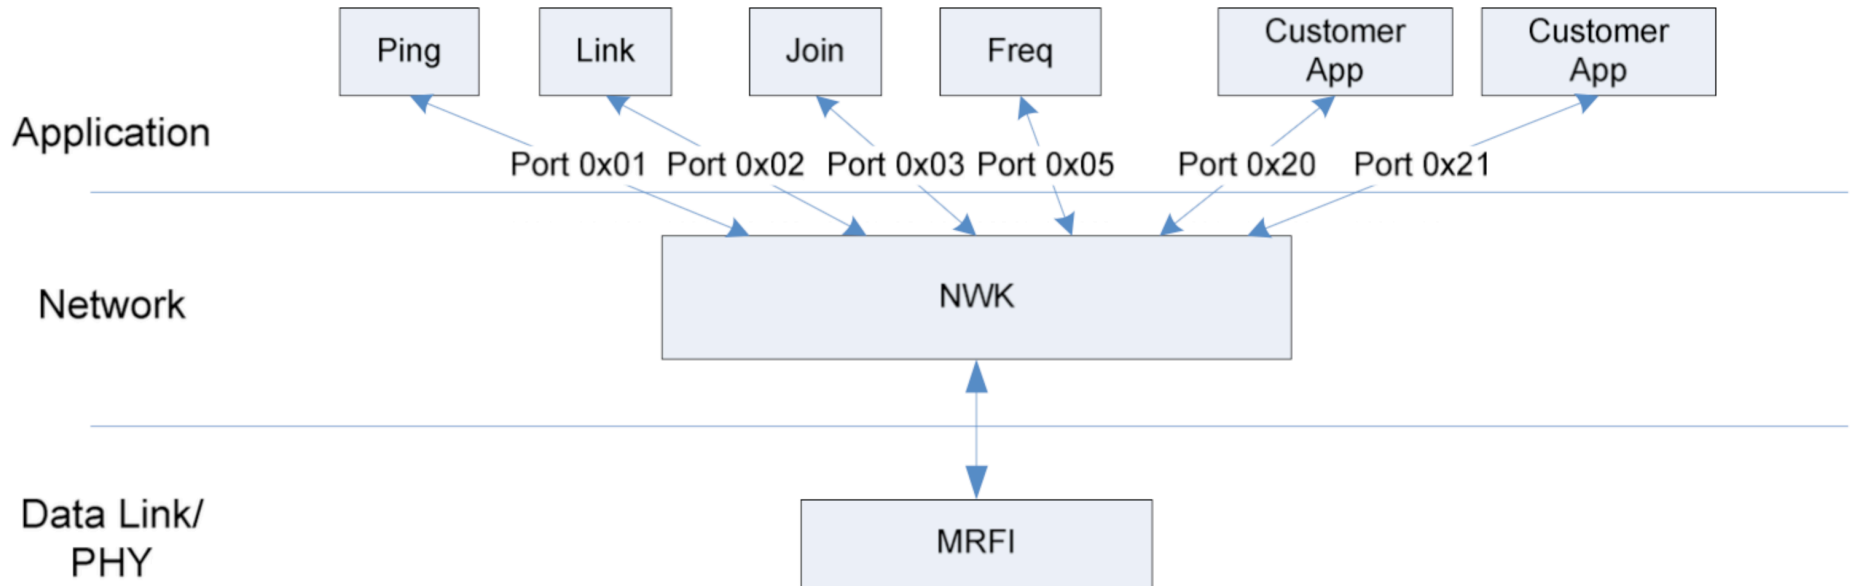 Ping
Link
Join
Freq
Customer
App
Customer
App
Application
Port 0x01
Port 0x02
Port 0x03
Port 0x05
Port 0x20
Port 0x21
Network
NWK
Data Link/
PHY
MRFI